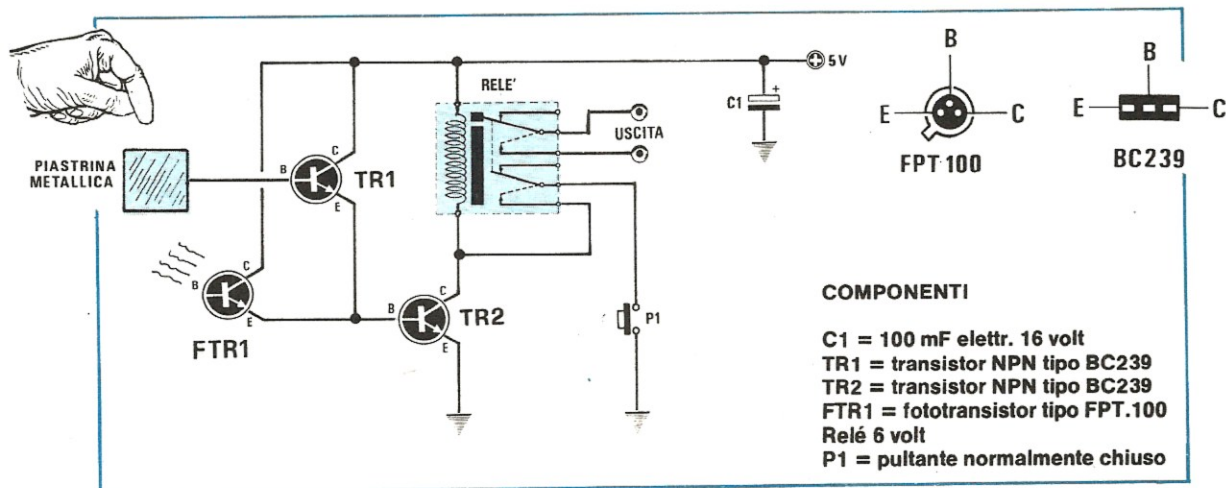 RELE'
C1
+
5 V
USCITA
PIASTRINA
METALLICA
B
C
E
TR1
B
C
E
FTR1
B
C
E
TR2
P1
B
E
C
FPT·100
B
E
C
BC239
COMPONENTI
C1 = 100 mF elettr. 16 volt
TR1 = transistor NPN tipo BC239
TR2 = transistor NPN tipo BC239
FTR1 = fototransistor tipo FPT.100
Relé 6 volt
P1 = pultante normalmente chiuso